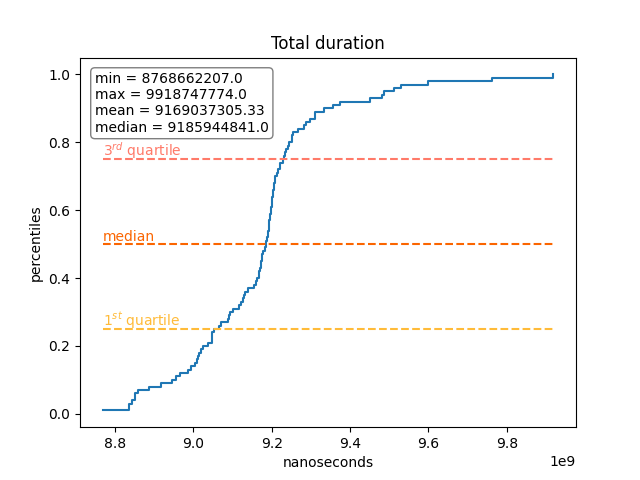 Total duration
min = 8768662207.0
max = 9918747774.0
mean = 9169037305.33
median = 9185944841.0
3rd quartile
median
1st quartile
percentiles
1.0
0.8
0.6
0.4
0.2
0.0
8.8 9.0 9.2 9.4 9.6 9.8
nanoseconds
1e9